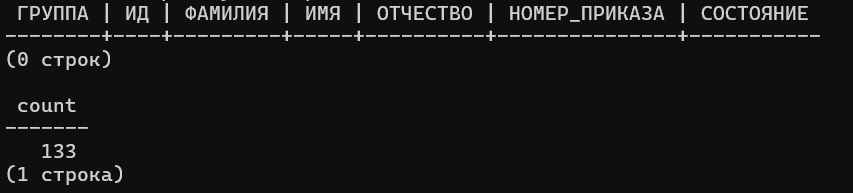 ГРУППА | ИД | ФАМИЛИЯ | ИМЯ | ОТЧЕСТВО | НОМЕР_ПРИКАЗА | СОСТОЯНИЕ
--------+----+---------+-----+----------+---------------+-----------
(0 строк)
count
-------
133
(1 строка)